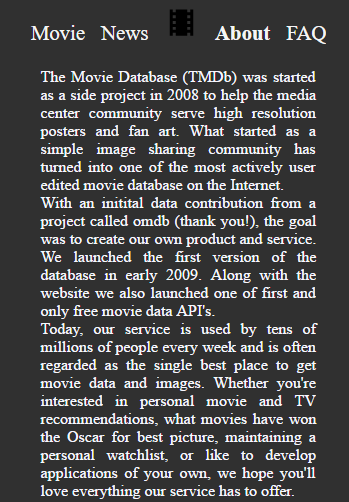 Movie News About FAQ
The Movie Database (TMDb) was started
as a side project in 2008 to help the media
center community serve high resolution
posters and fan art. What started as a
simple image sharing community has
turned into one of the most actively user
edited movie database on the Internet.
With an initital data contribution from a
project called omdb (thank you!), the goal
was to create our own product and service.
We launched the first version of the
database in early 2009. Along with the
website we also launched one of first and
only free movie data API's.
Today, our service is used by tens of
millions of people every week and is often
regarded as the single best place to get
movie data and images. Whether you're
interested in personal movie and TV
recommendations, what movies have won
the Oscar for best picture, maintaining a
personal watchlist, or like to develop
applications of your own, we hope you'll
love everything our service has to offer.